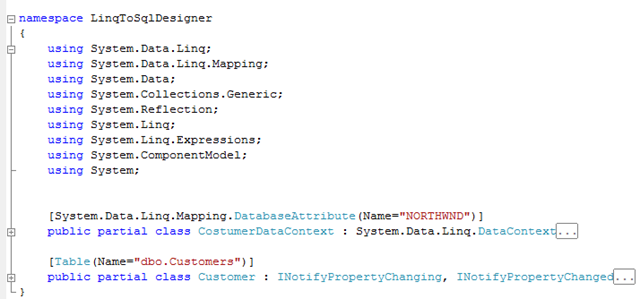 namespace LinqToSqlDesigner
{
using System.Data.Linq;
using System.Data.Linq.Mapping;
using System.Data;
using System.Collections.Generic;
using System.Reflection;
using System.Linq;
using System.Linq.Expressions;
using System.ComponentModel;
using System;
[System.Data.Linq.Mapping.DatabaseAttribute(Name="NORTHWND")]
public partial class CostumerDataContext : System.Data.Linq.DataContext...
[Table(Name="dbo.Customers")]
public partial class Customer : INotifyPropertyChanging, INotifyPropertyChanged...
}